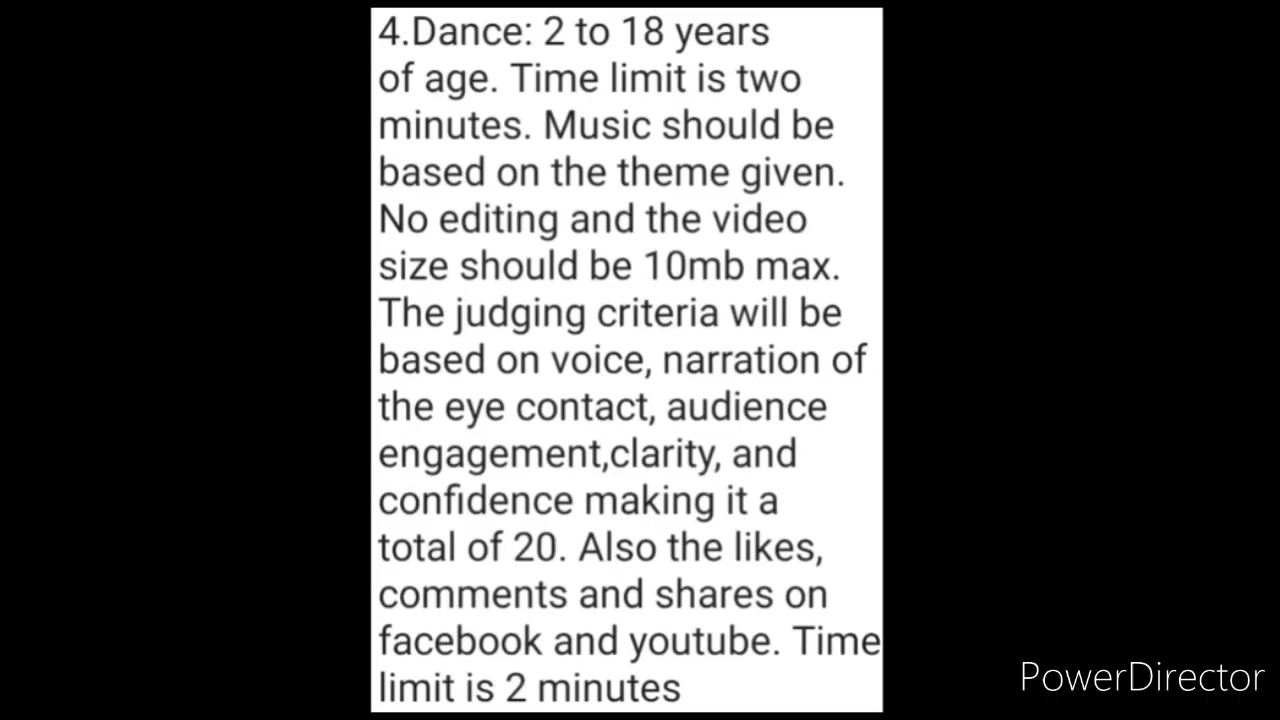 4.Dance: 2 to 18 years
of age. Time limit is two
minutes. Music should be
based on the theme given.
No editing and the video
size should be 10mb max.
The judging criteria will be
based on voice, narration of
the eye contact, audience
engagement,clarity, and
confidence making it a
total of 20. Also the likes,
comments and shares on
facebook and youtube. Time
limit is 2 minutes
PowerDirector